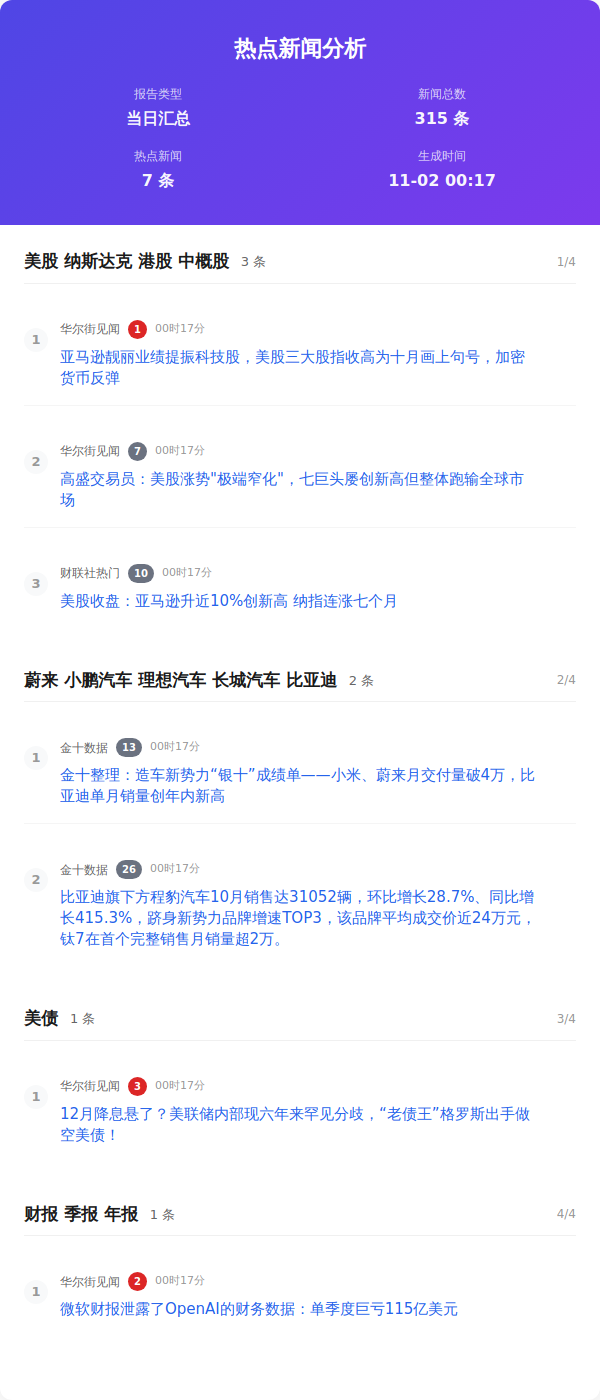 热点新闻分析
报告类型
新闻总数
当日汇总
315 条
热点新闻
生成时间
7 条
11-02 00:17
美股 纳斯达克 港股 中概股 3 条 1/4
1
华尔街见闻 1 00时17分
亚马逊靓丽业绩提振科技股，美股三大股指收高为十月画上句号，加密
货币反弹
2
华尔街见闻 7 00时17分
高盛交易员：美股涨势"极端窄化"，七巨头屡创新高但整体跑输全球市
场
3
财联社热门 10 00时17分
美股收盘：亚马逊升近10%创新高 纳指连涨七个月
蔚来 小鹏汽车 理想汽车 长城汽车 比亚迪 2 条 2/4
1
金十数据 13 00时17分
金十整理：造车新势力“银十”成绩单——小米、蔚来月交付量破4万，比
亚迪单月销量创年内新高
2
金十数据 26 00时17分
比亚迪旗下方程豹汽车10月销售达31052辆，环比增长28.7%、同比增
长415.3%，跻身新势力品牌增速TOP3，该品牌平均成交价近24万元，
钛7在首个完整销售月销量超2万。
美债 1 条 3/4
1
华尔街见闻 3 00时17分
12月降息悬了？美联储内部现六年来罕见分歧，“老债王”格罗斯出手做
空美债！
财报 季报 年报 1 条 4/4
1
华尔街见闻 2 00时17分
微软财报泄露了OpenAI的财务数据：单季度巨亏115亿美元